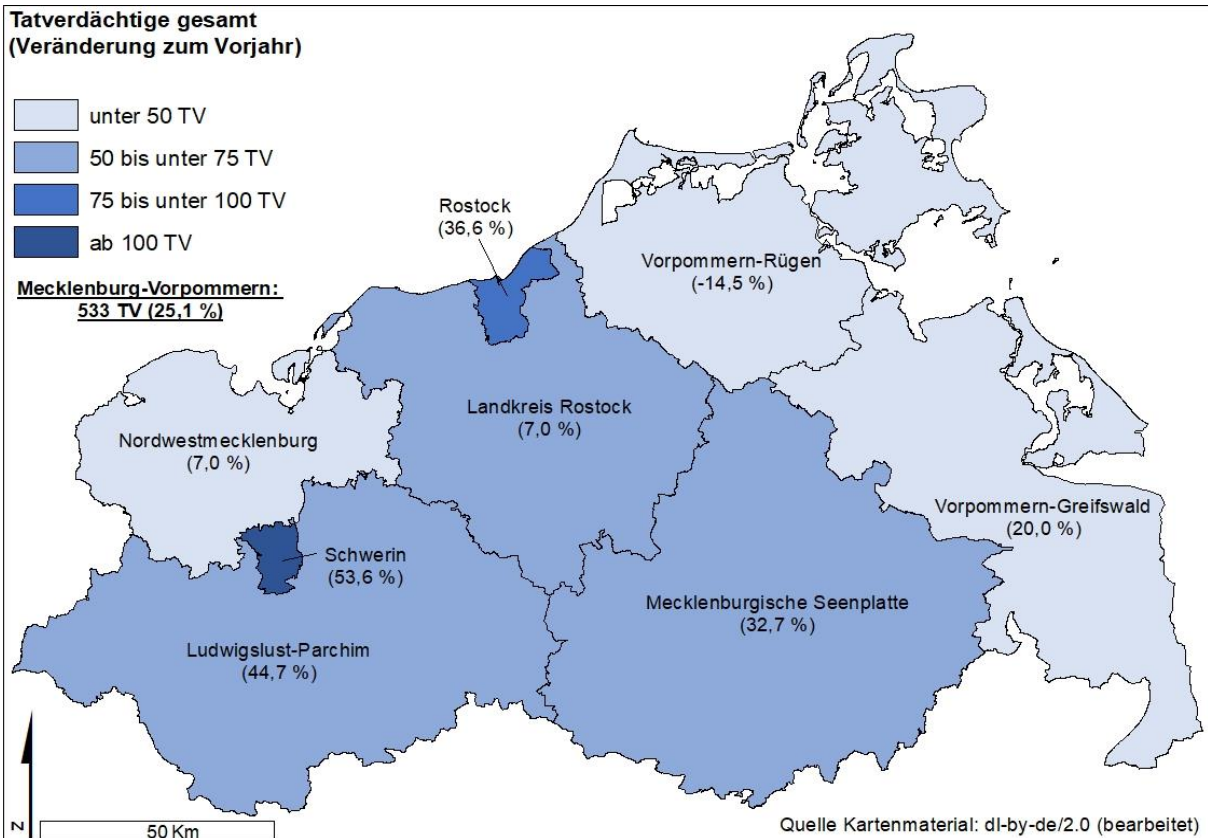 Tatverdächtige gesamt
(Veränderung zum Vorjahr)
unter 50 TV
50 bis unter 75 TV
75 bis unter 100 TV
ab 100 TV
Mecklenburg-Vorpommern:
533 TV (25,1 %)
Rostock
(36,6 %)
Vorpommern-Rügen
(-14,5 %)
Landkreis Rostock
(7,0 %)
Nordwestmecklenburg
(7,0 %)
Vorpommern-Greifswald
(20,0 %)
Schwerin
(53,6 %)
Mecklenburgische Seenplatte
(32,7 %)
Ludwigslust-Parchim
(44,7 %)
N
50 Km
Quelle Kartenmaterial: dl-by-de/2.0 (bearbeitet)